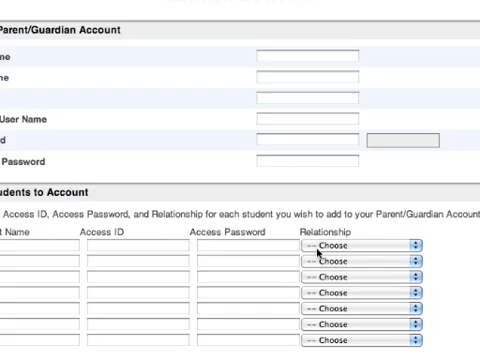 Parent/Guardian Account
me
me
User Name
d
Password
udents to Account
Access ID, Access Password, and Relationship for each student you wish to add to your Parent/Guardian Account
t Name Access ID Access Password Relationship
-- Choose
-- Choose
-- Choose
-- Choose
-- Choose
-- Choose
-- Choose